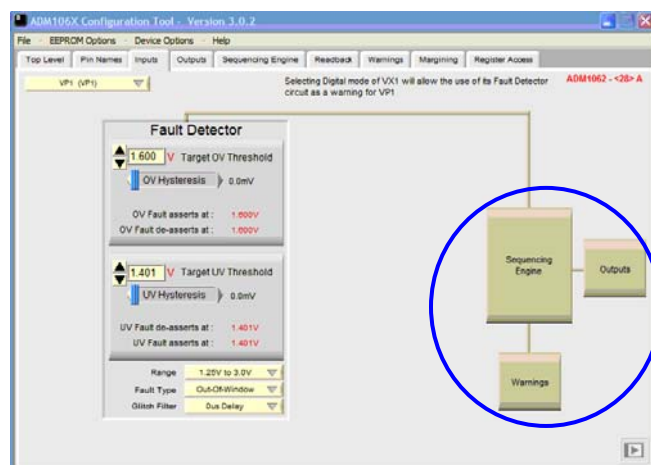 ADM106X Configuration Tool - Version 3.0.2
File EEPROM Options Device Options Help
Top Level Pin Names Inputs Outputs Sequencing Engine Readback Warnings Margining Register Access
VP1 (VP1)
Selecting Digital mode of VX1 will allow the use of its Fault Detector
circuit as a warning for VP1
ADM1062 - <28> A
Fault Detector
1.600 V Target OV Threshold
OV Hysteresis 0.0mV
OV Fault asserts at : 1.600V
OV Fault de-asserts at : 1.600V
1.401 V Target UV Threshold
UV Hysteresis 0.0mV
UV Fault de-asserts at : 1.401V
UV Fault asserts at : 1.401V
Range 1.25V to 3.0V
Fault Type Out-Of-Window
Glitch Filter 0us Delay
Sequencing
Engine
Outputs
Warnings